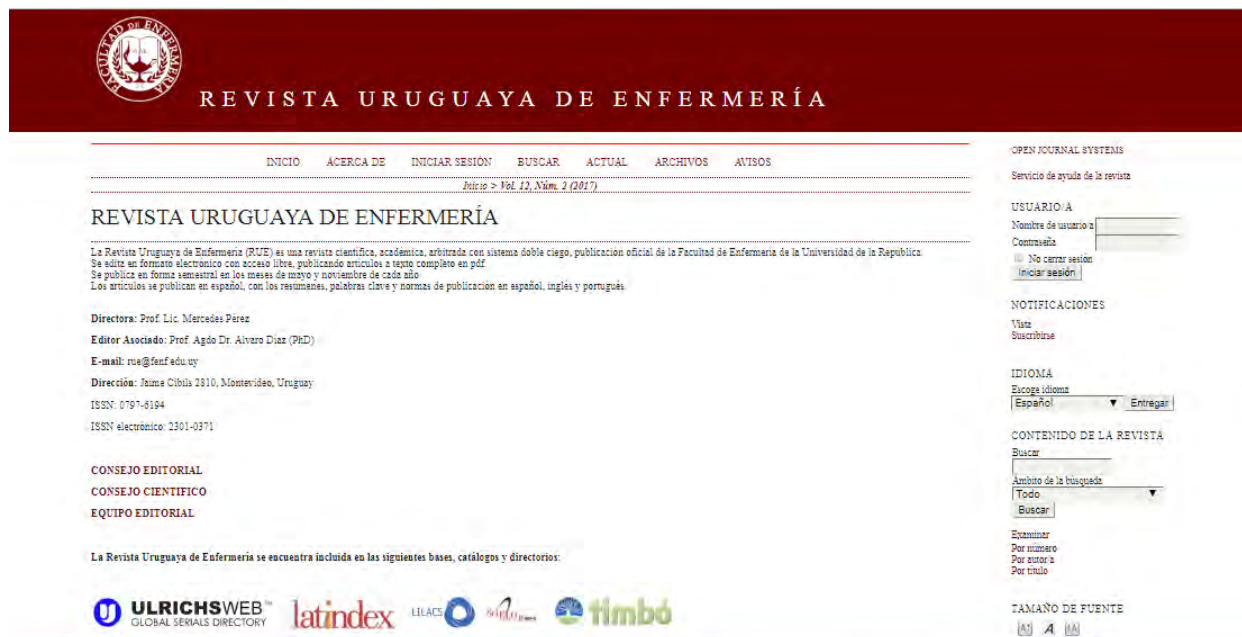 FACULTAD DE ENFERMERÍA
REVISTA URUGUAYA DE ENFERMERÍA
INICIO ACERCA DE INICIAR SESIÓN BUSCAR ACTUAL ARCHIVOS AVISOS
Inicio > Vol. 12, Núm. 2 (2017)
REVISTA URUGUAYA DE ENFERMERÍA
La Revista Uruguaya de Enfermería (RUE) es una revista científica, académica, arbitrada con sistema doble ciego, publicación oficial de la Facultad de Enfermería de la Universidad de la República.
Se edita en formato electrónico con acceso libre, publicando artículos a texto completo en pdf.
Se publica en forma semestral en los meses de mayo y noviembre de cada año.
Los artículos se publican en español, con los resúmenes, palabras clave y normas de publicación en español, inglés y portugués.
Directora: Prof. Lic. Mercedes Pérez
Editor Asociado: Prof. Agdo Dr. Alvaro Díaz (PhD)
E-mail: rue@fenf.edu.uy
Dirección: Jaime Cibils 2810, Montevideo, Uruguay
ISSN: 0797-6194
ISSN electrónico: 2301-0371
CONSEJO EDITORIAL
CONSEJO CIENTIFICO
EQUIPO EDITORIAL
La Revista Uruguaya de Enfermería se encuentra incluida en las siguientes bases, catálogos y directorios:
ULRICHSWEB™
GLOBAL SERIALS DIRECTORY
latindex
LILACS
timbó
OPEN JOURNAL SYSTEMS
Servicio de ayuda de la revista
USUARIO/A
Nombre de usuario/a
Contraseña
No cerrar sesión
Iniciar sesión
NOTIFICACIONES
Vista
Suscribirse
IDIOMA
Escoge idioma
Español Entregar
CONTENIDO DE LA REVISTA
Buscar
Ámbito de la búsqueda
Todo
Buscar
Examinar
Por número
Por autor/a
Por título
TAMAÑO DE FUENTE
A